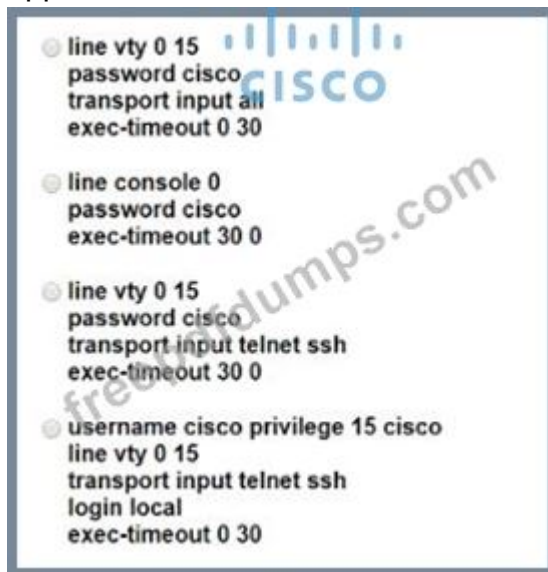 line vty 0 15
password cisco
transport input all
exec-timeout 0 30
CISCO
line console 0
password cisco
exec-timeout 30 0
line vty 0 15
password cisco
transport input telnet ssh
exec-timeout 30 0
username cisco privilege 15 cisco
line vty 0 15
transport input telnet ssh
login local
exec-timeout 0 30
freepdfdumps.com